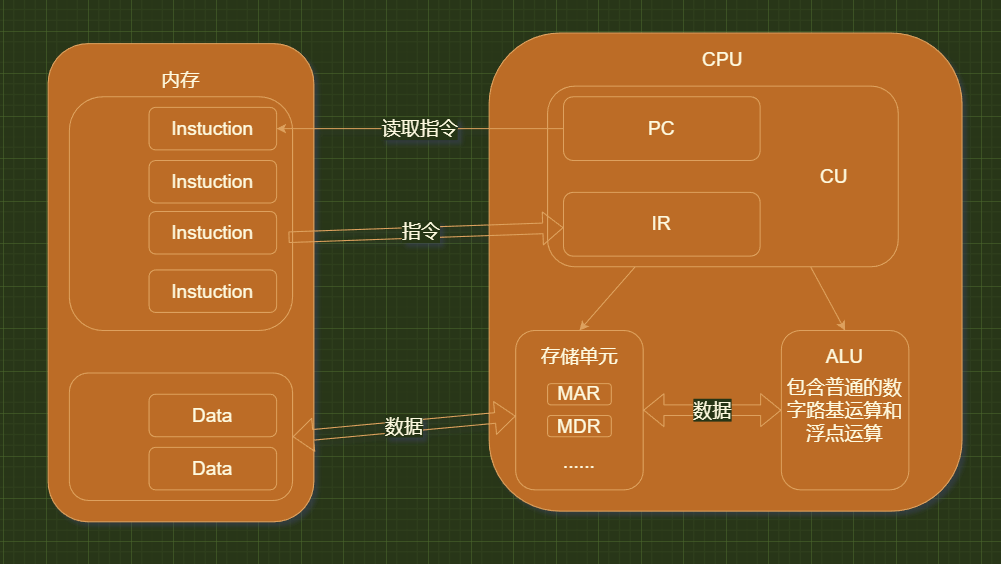 内存
Instuction
Instuction
Instuction
Instuction
Data
Data
读取指令
指令
数据
CPU
PC
CU
IR
存储单元
MAR
MDR
......
数据
ALU
包含普通的数
字路基运算和
浮点运算